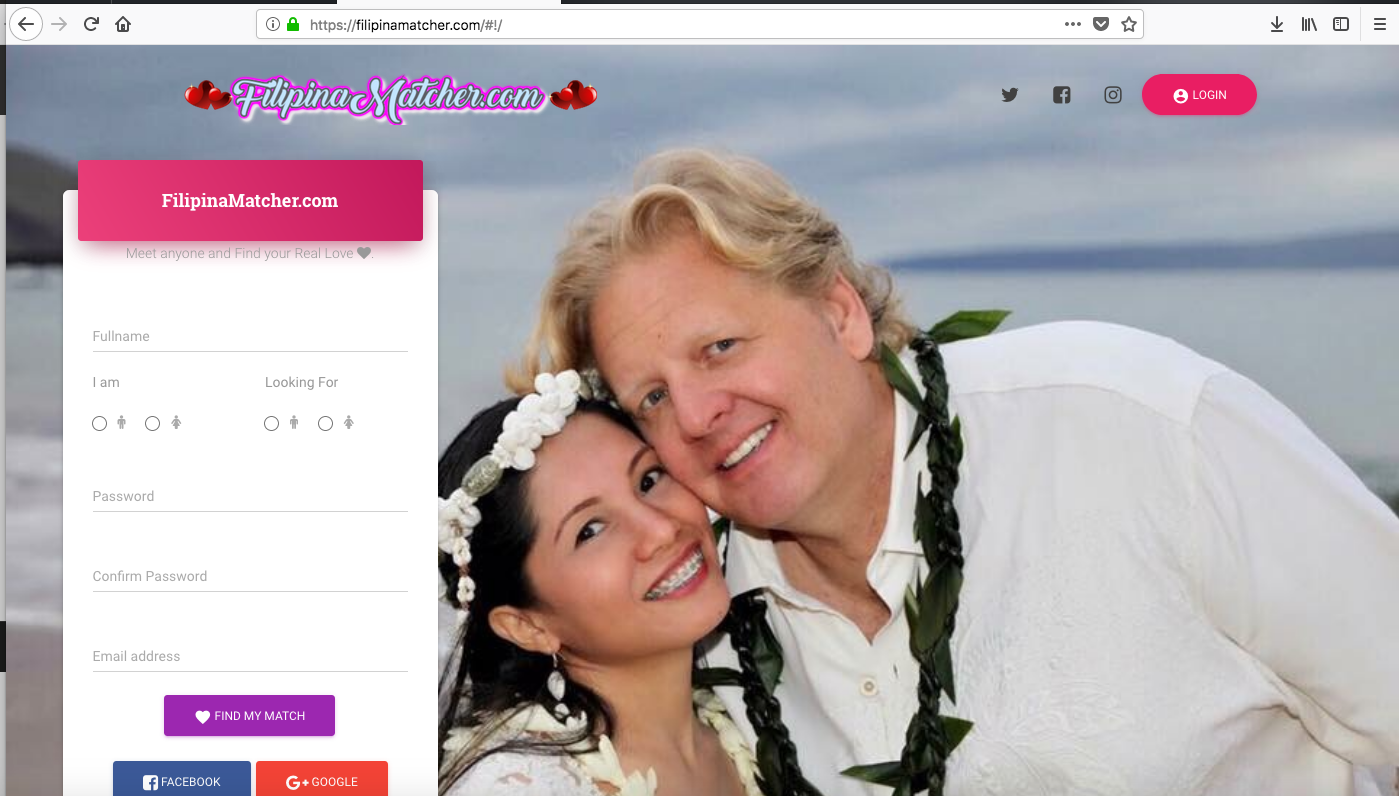 https://filipinamatcher.com/#!/
FilipinaMatcher.com
LOGIN
FilipinaMatcher.com
Meet anyone and Find your Real Love ♥.
Fullname
I am
Looking For
Password
Confirm Password
Email address
FIND MY MATCH
FACEBOOK
G+ GOOGLE